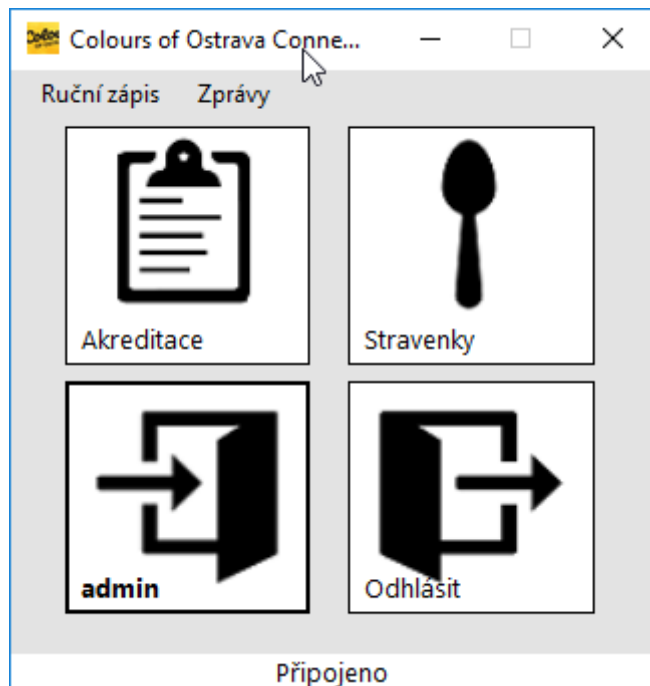 Colours of Ostrava Conne...
Ruční zápis Zprávy
Akreditace
Stravenky
admin
Odhlásit
Připojeno